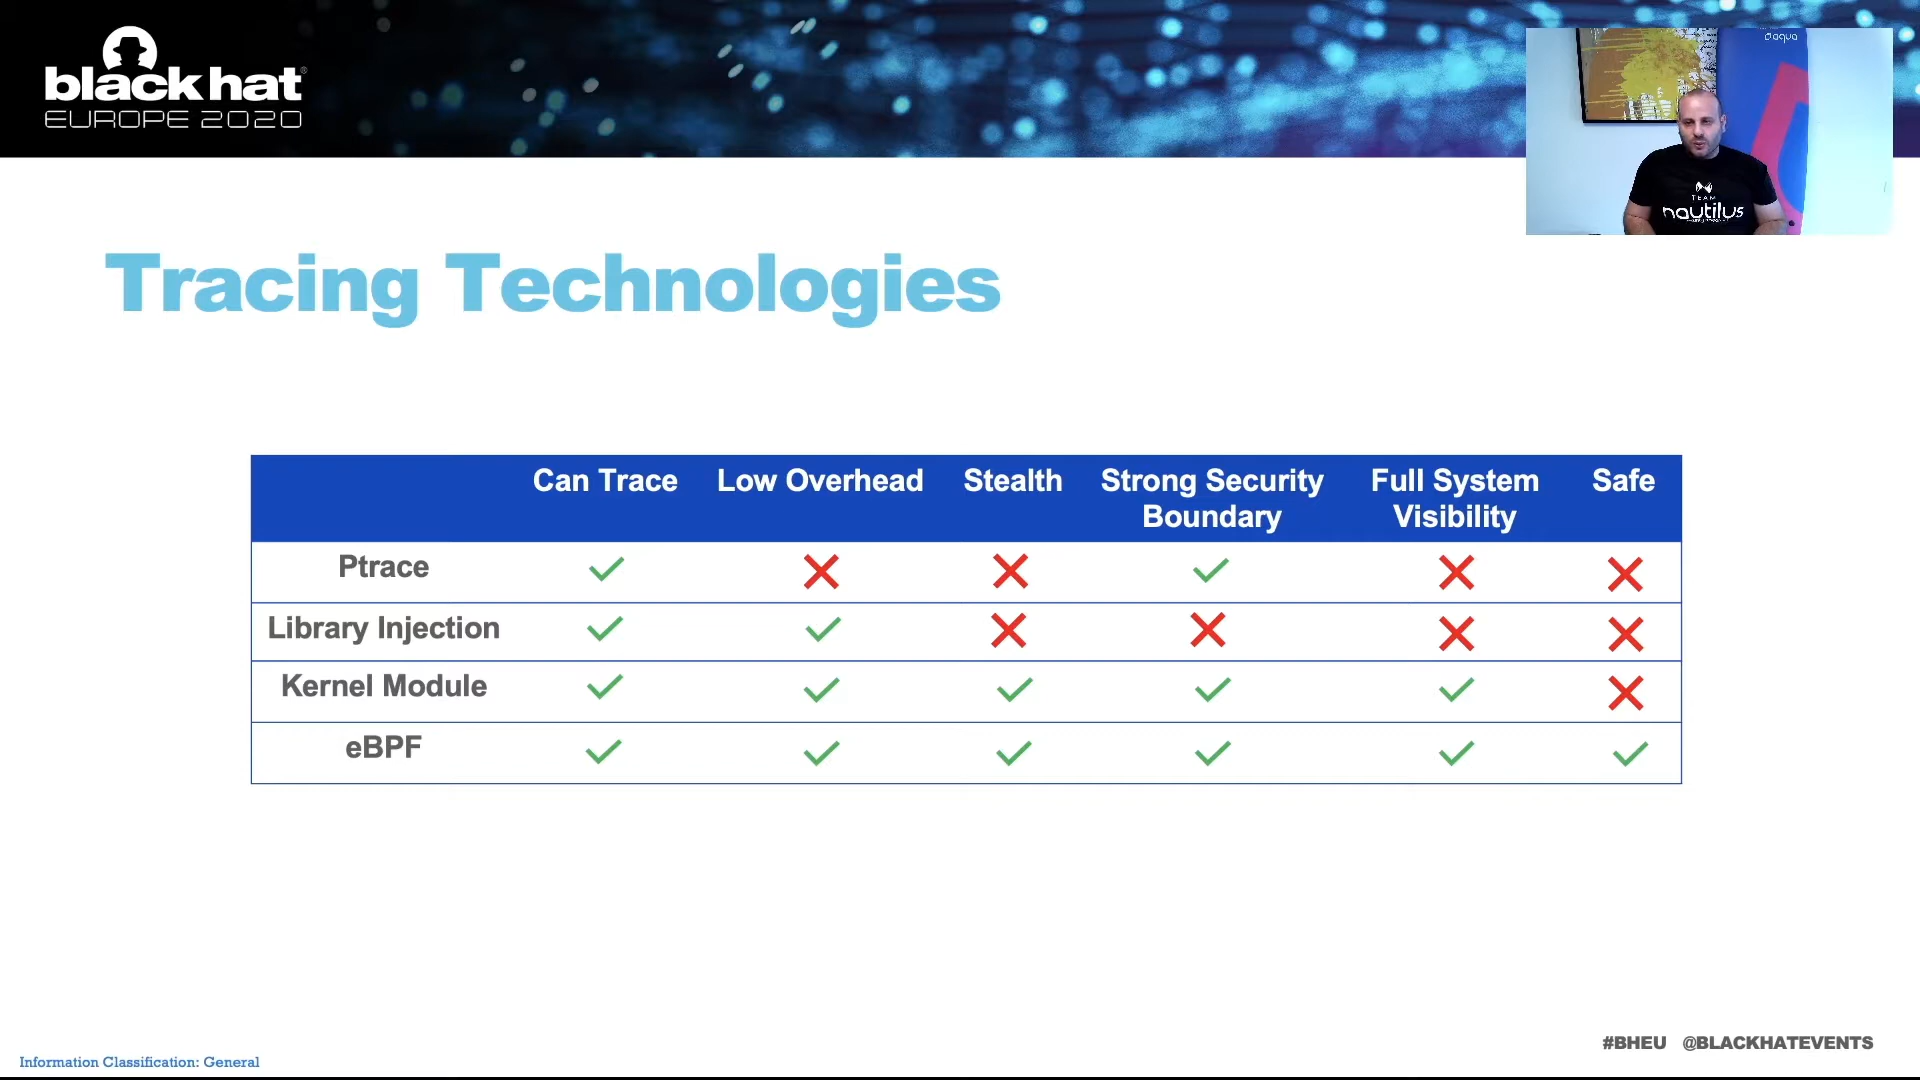 black hat
EUROPE 2020
aqua
TEAM
nautilus
Tracing Technologies
Can Trace Low Overhead Stealth Strong Security Boundary Full System Visibility Safe
Ptrace
Library Injection
Kernel Module
eBPF
#BHEU @BLACKHATEVENTS
Information Classification: General